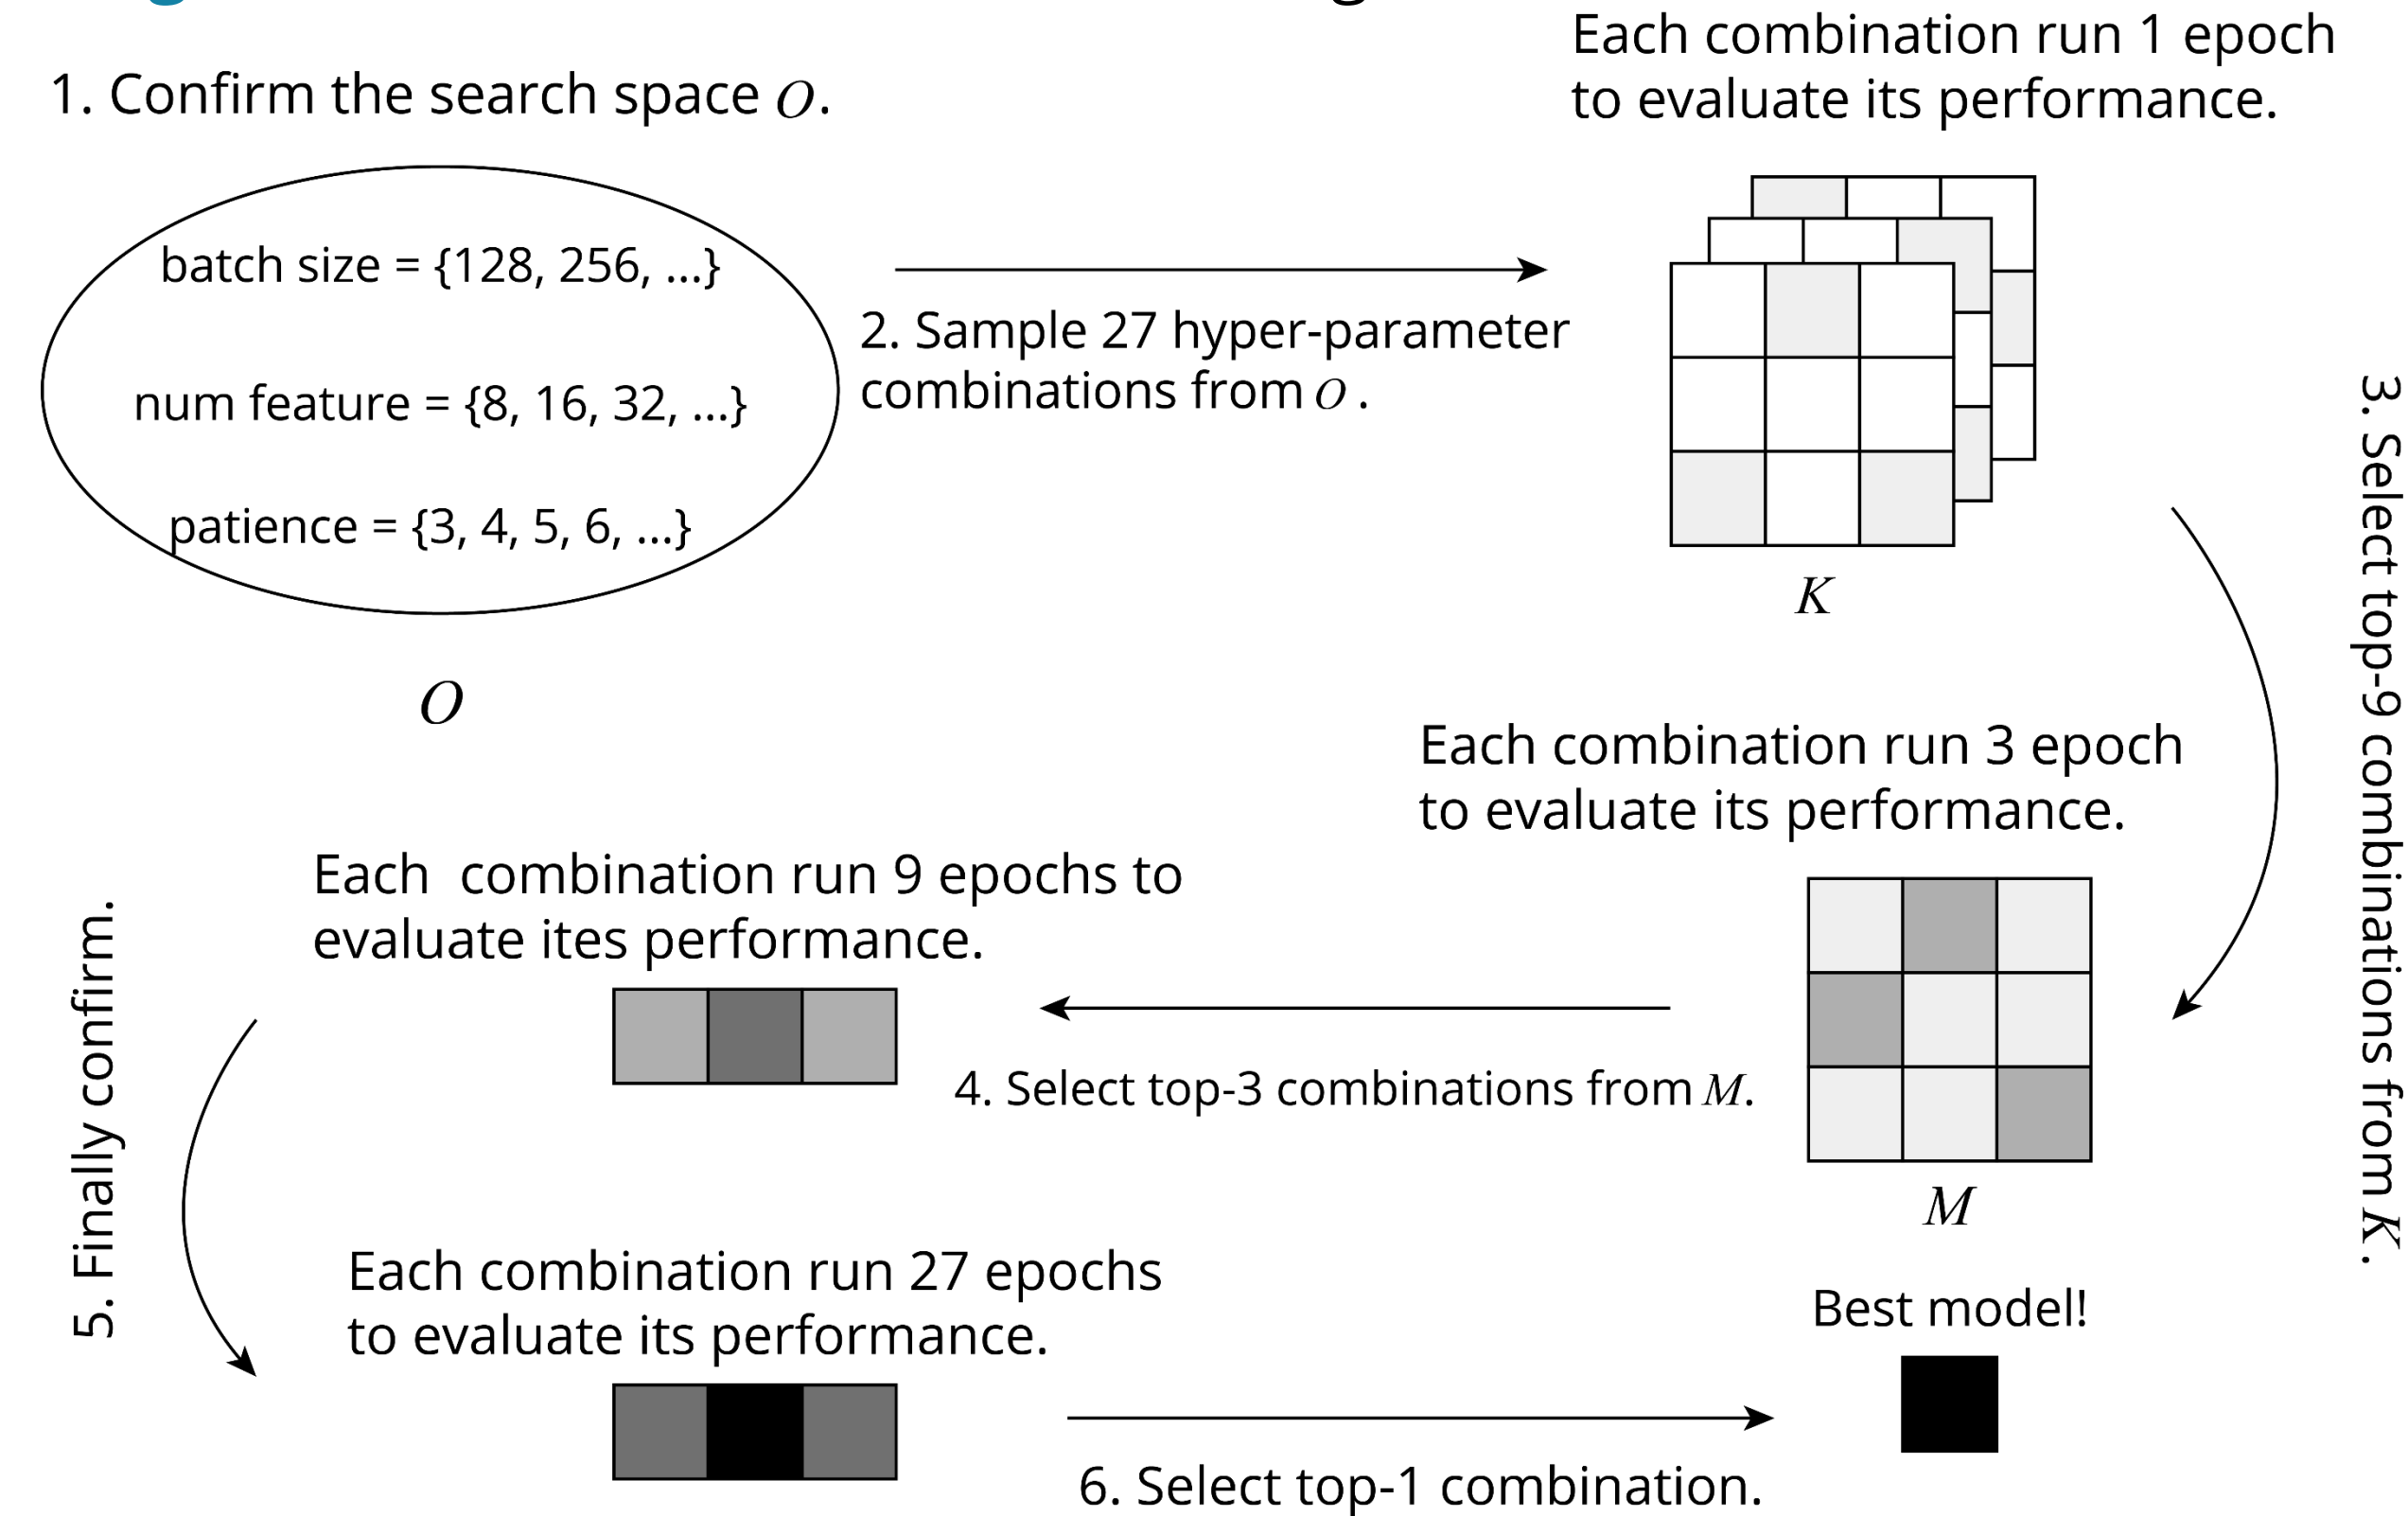 1. Confirm the search space O.
batch size = {128, 256, ...}
num feature = {8, 16, 32, ...}
patience = {3, 4, 5, 6, ...}
O
2. Sample 27 hyper-parameter
combinations from O .
Each combination run 1 epoch
to evaluate its performance.
K
3. Select top-9 combinations from K .
Each combination run 3 epoch
to evaluate its performance.
M
4. Select top-3 combinations from M.
Each combination run 9 epochs to
evaluate ites performance.
5. Finally confirm.
Each combination run 27 epochs
to evaluate its performance.
6. Select top-1 combination.
Best model!